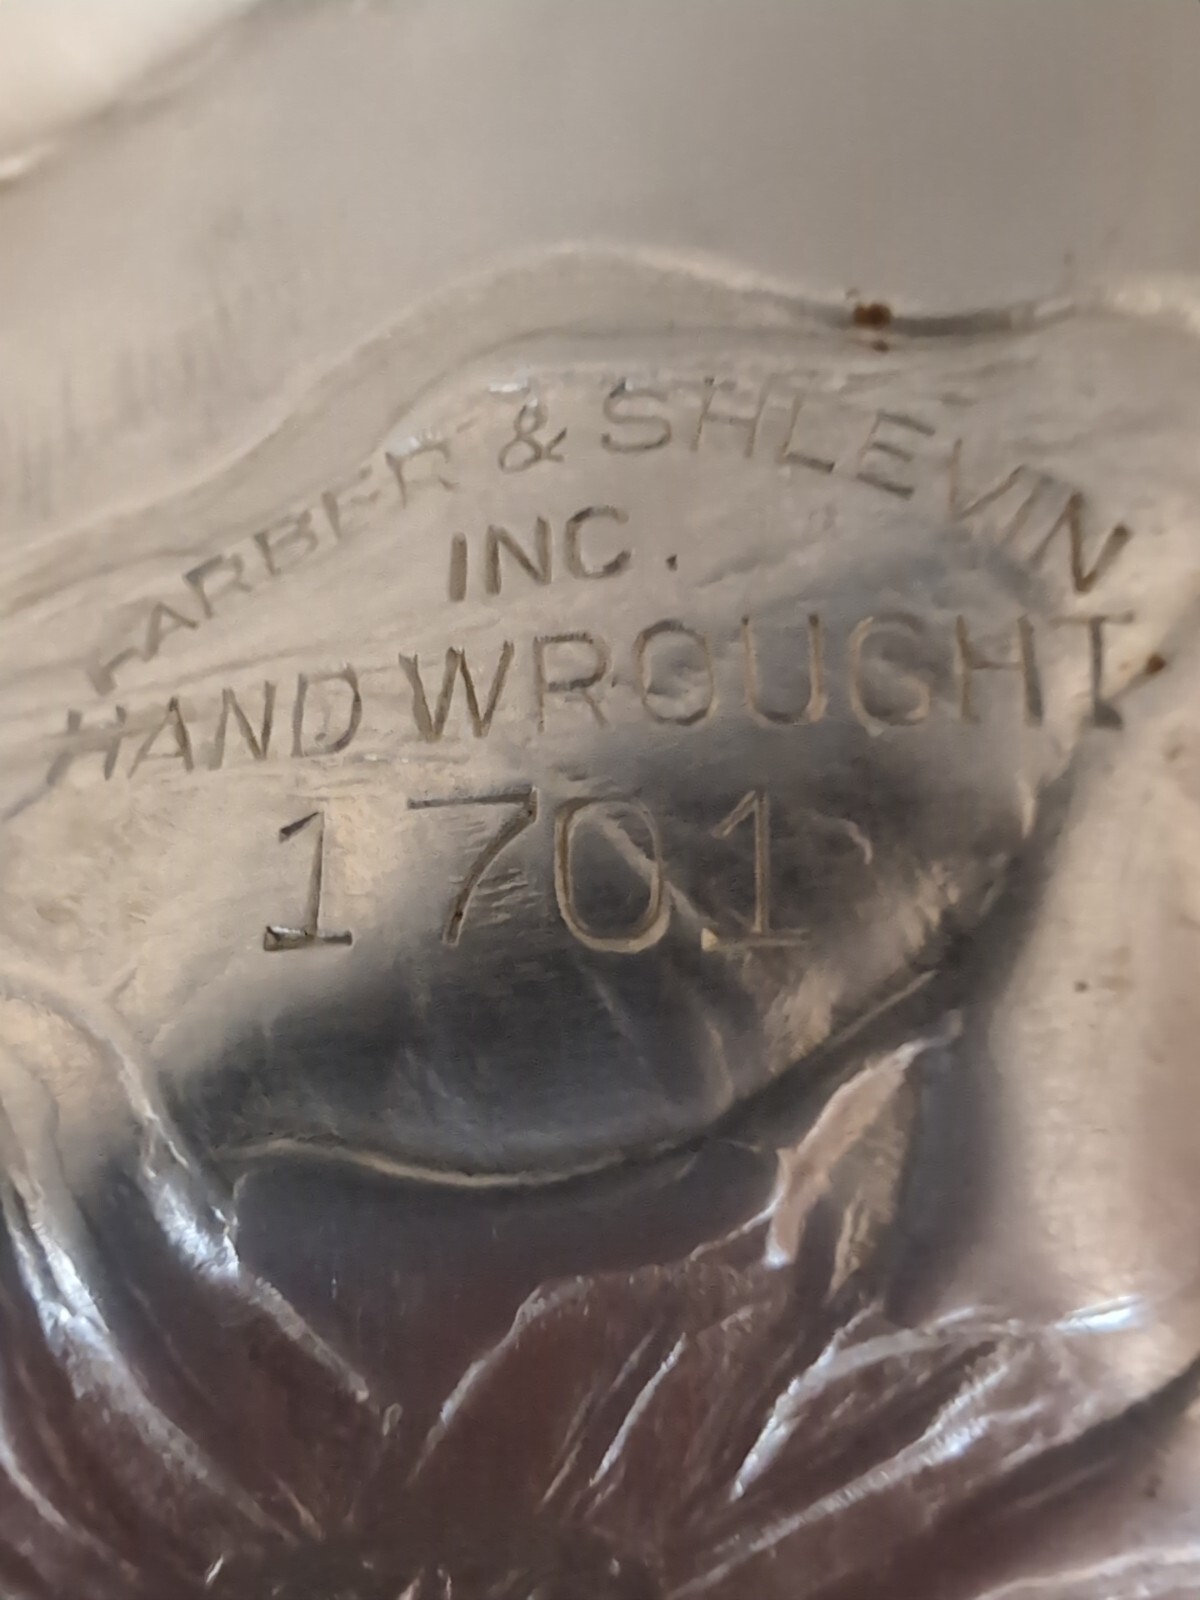 FARBER & SHLEVIN
INC.
HAND WROUGHT
1701